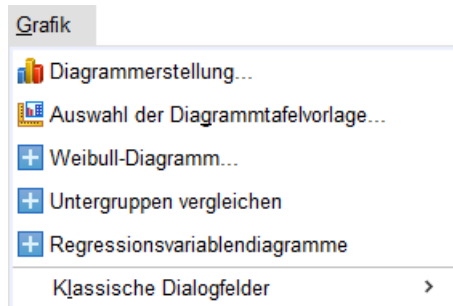 Grafik
Diagrammerstellung...
Auswahl der Diagrammtafelvorlage...
Weibull-Diagramm...
Untergruppen vergleichen
Regressionsvariablendiagramme
Klassische Dialogfelder